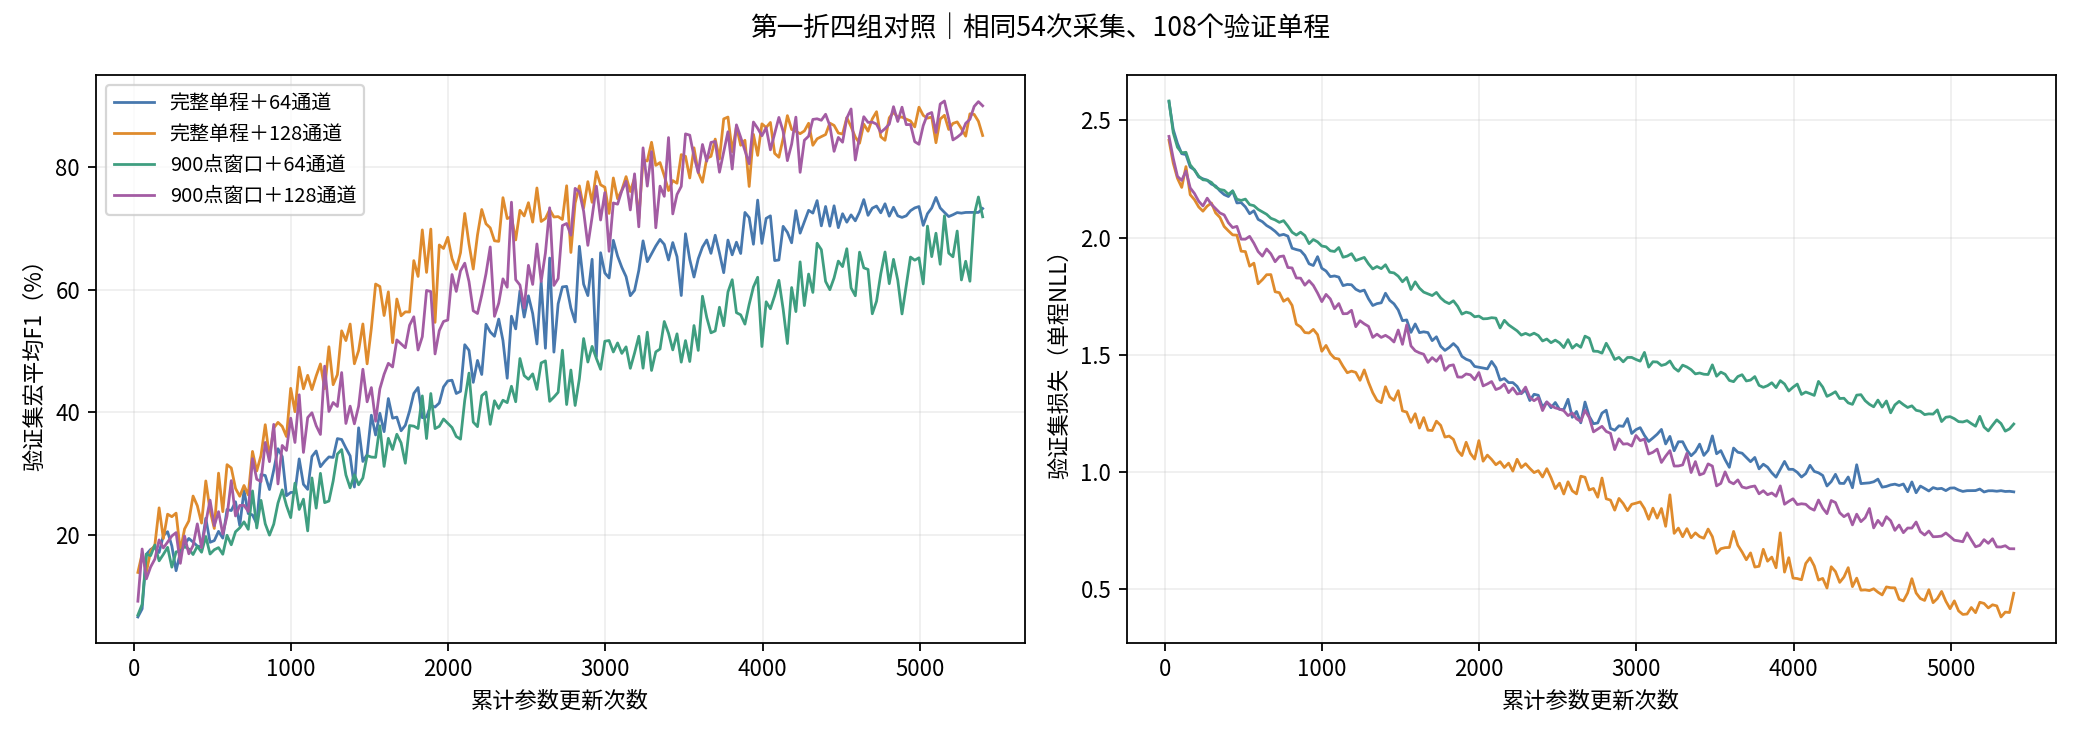 第一折四组对照｜相同54次采集、108个验证单程
完整单程＋64通道
完整单程＋128通道
900点窗口＋64通道
900点窗口＋128通道
验证集宏平均F1（%）
80
60
40
20
0
1000
2000
3000
4000
5000
累计参数更新次数
验证集损失（单程NLL）
2.5
2.0
1.5
1.0
0.5
0
1000
2000
3000
4000
5000
累计参数更新次数